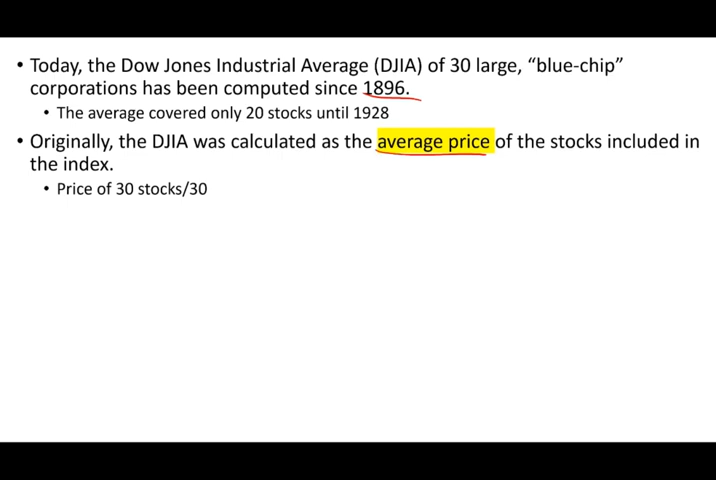 • Today, the Dow Jones Industrial Average (DJIA) of 30 large, “blue-chip”
corporations has been computed since 1896.
• The average covered only 20 stocks until 1928
• Originally, the DJIA was calculated as the average price of the stocks included in
the index.
• Price of 30 stocks/30